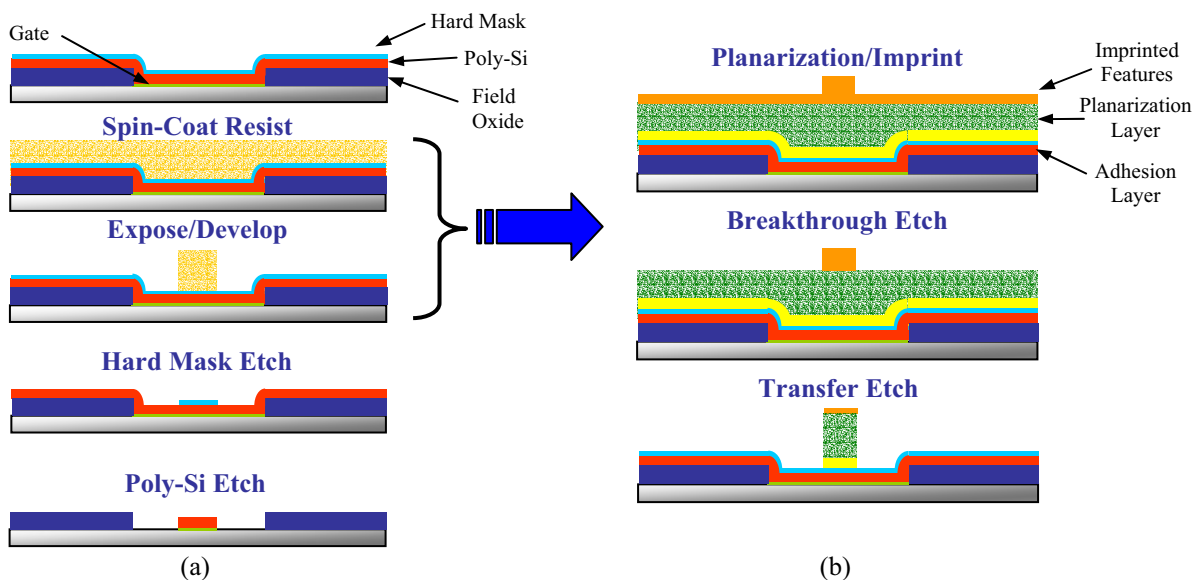 Gate
Hard Mask
Poly-Si
Field
Oxide
Spin-Coat Resist
Expose/Develop
Hard Mask Etch
Poly-Si Etch
(a)
Planarization/Imprint
Imprinted
Features
Planarization
Layer
Adhesion
Layer
Breakthrough Etch
Transfer Etch
(b)